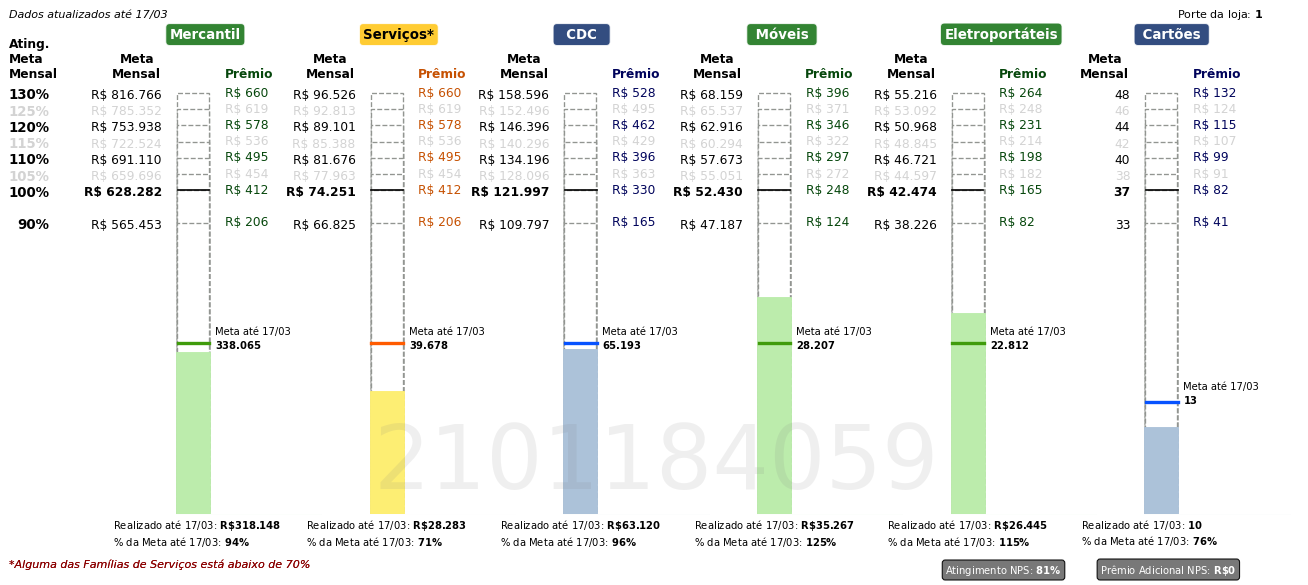 Dados atualizados até 17/03
Porte da loja: 1
Mercantil Serviços* CDC Móveis Eletroportáteis Cartões
Ating.
Meta Meta Meta Meta Meta Meta Meta
Mensal Mensal Prêmio Mensal Prêmio Mensal Prêmio Mensal Prêmio Mensal Prêmio Mensal Prêmio
130% R$ 816.766 R$ 660 R$ 96.526 R$ 660 R$ 158.596 R$ 528 R$ 68.159 R$ 396 R$ 55.216 R$ 264 48 R$ 132
125% R$ 785.352 R$ 619 R$ 92.813 R$ 619 R$ 152.496 R$ 495 R$ 65.537 R$ 371 R$ 53.092 R$ 248 46 R$ 124
120% R$ 753.938 R$ 578 R$ 89.101 R$ 578 R$ 146.396 R$ 462 R$ 62.916 R$ 346 R$ 50.968 R$ 231 44 R$ 115
115% R$ 722.524 R$ 536 R$ 85.388 R$ 536 R$ 140.296 R$ 429 R$ 60.294 R$ 322 R$ 48.845 R$ 214 42 R$ 107
110% R$ 691.110 R$ 495 R$ 81.676 R$ 495 R$ 134.196 R$ 396 R$ 57.673 R$ 297 R$ 46.721 R$ 198 40 R$ 99
105% R$ 659.696 R$ 454 R$ 77.963 R$ 454 R$ 128.096 R$ 363 R$ 55.051 R$ 272 R$ 44.597 R$ 182 38 R$ 91
100% R$ 628.282 R$ 412 R$ 74.251 R$ 412 R$ 121.997 R$ 330 R$ 52.430 R$ 248 R$ 42.474 R$ 165 37 R$ 82
90% R$ 565.453 R$ 206 R$ 66.825 R$ 206 R$ 109.797 R$ 165 R$ 47.187 R$ 124 R$ 38.226 R$ 82 33 R$ 41
Meta até 17/03 Meta até 17/03 Meta até 17/03 Meta até 17/03 Meta até 17/03
338.065 39.678 65.193 28.207 22.812
Meta até 17/03
13
2101184059
Realizado até 17/03: R$318.148 Realizado até 17/03: R$28.283 Realizado até 17/03: R$63.120 Realizado até 17/03: R$35.267 Realizado até 17/03: R$26.445 Realizado até 17/03: 10
% da Meta até 17/03: 94% % da Meta até 17/03: 71% % da Meta até 17/03: 96% % da Meta até 17/03: 125% % da Meta até 17/03: 115% % da Meta até 17/03: 76%
*Alguma das Famílias de Serviços está abaixo de 70%
Atingimento NPS: 81% Prêmio Adicional NPS: R$0